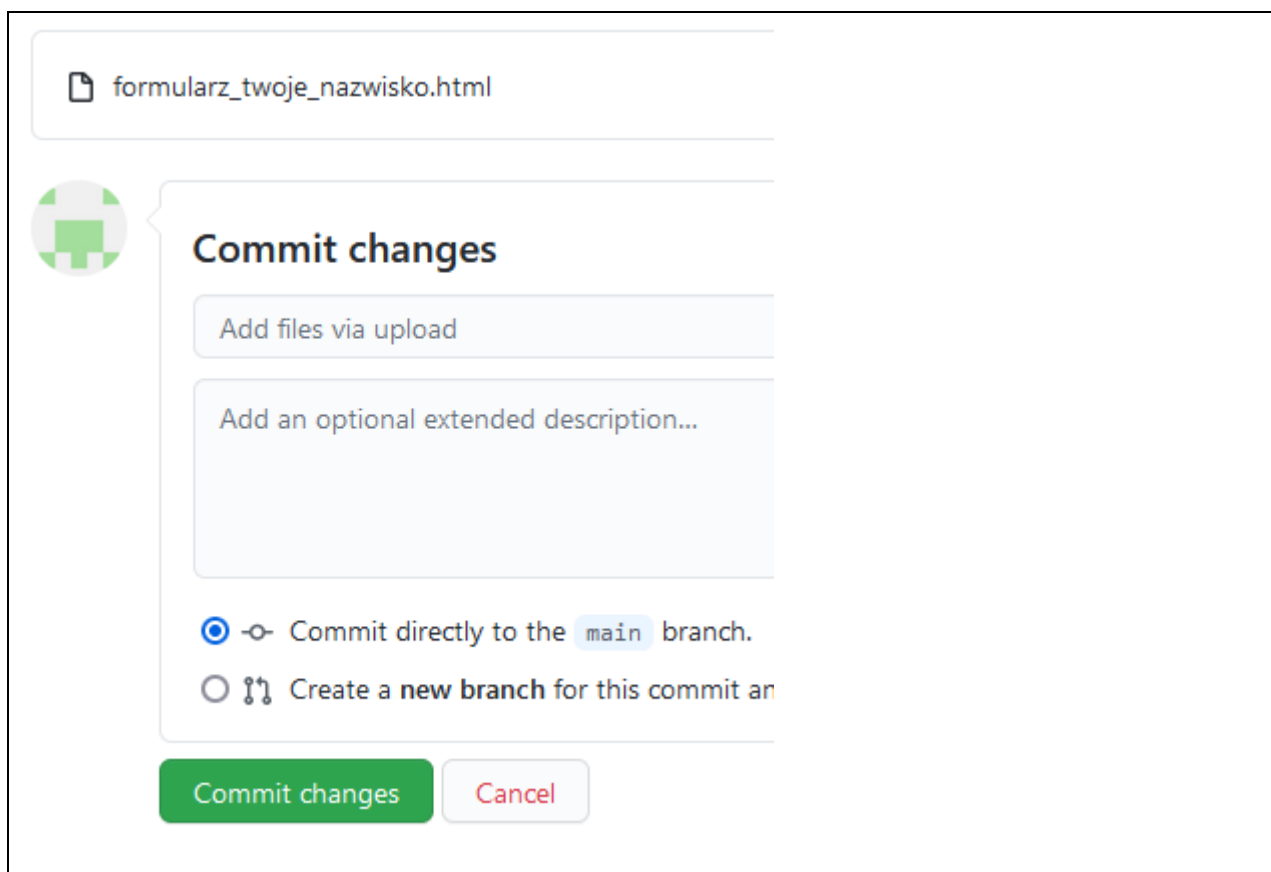 formularz_twoje_nazwisko.html
Commit changes
Add files via upload
Add an optional extended description...
Commit directly to the main branch.
Create a new branch for this commit an
Commit changes
Cancel